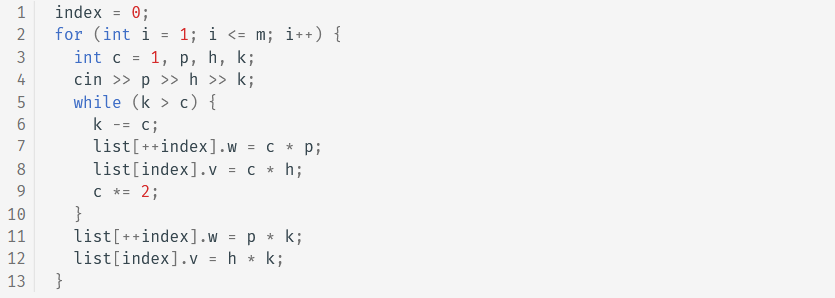 1 index = 0;
2 for (int i = 1; i <= m; i++) {
3   int c = 1, p, h, k;
4   cin >> p >> h >> k;
5   while (k > c) {
6     k -= c;
7     list[++index].w = c * p;
8     list[index].v = c * h;
9     c *= 2;
10   }
11   list[++index].w = p * k;
12   list[index].v = h * k;
13 }